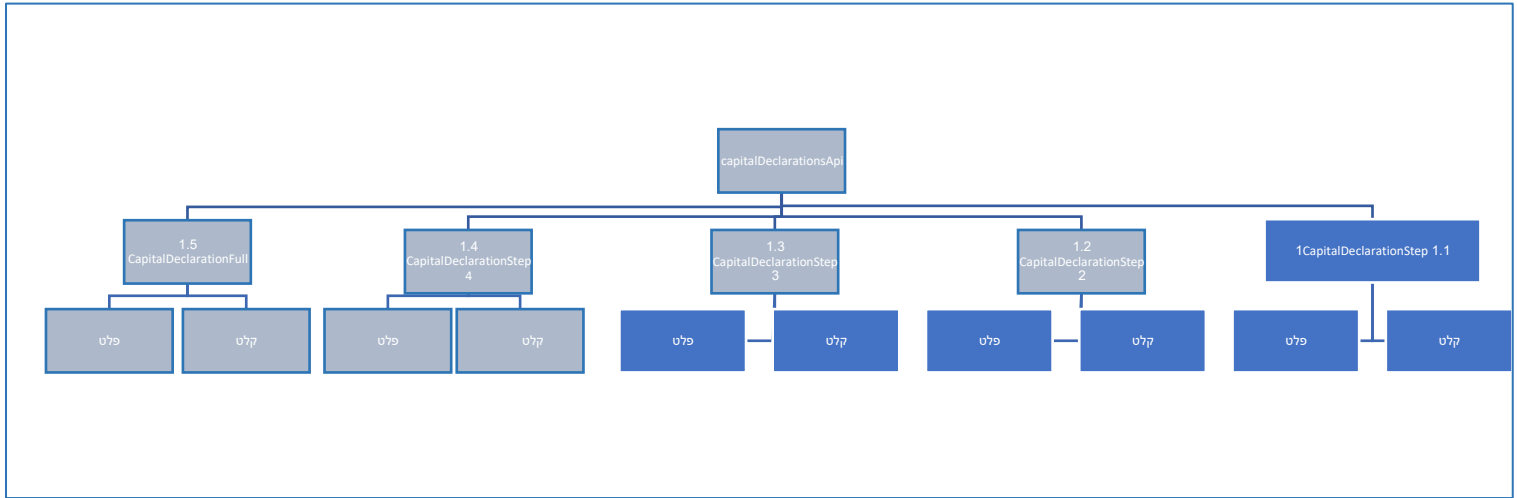 capitalDeclarationsApi
1CapitalDeclarationStep 1.1
1.2
CapitalDeclarationStep
2
1.3
CapitalDeclarationStep
3
1.4
CapitalDeclarationStep
4
1.5
CapitalDeclarationFull
קלט
פלט
קלט
פלט
קלט
פלט
קלט
פלט
קלט
פלט